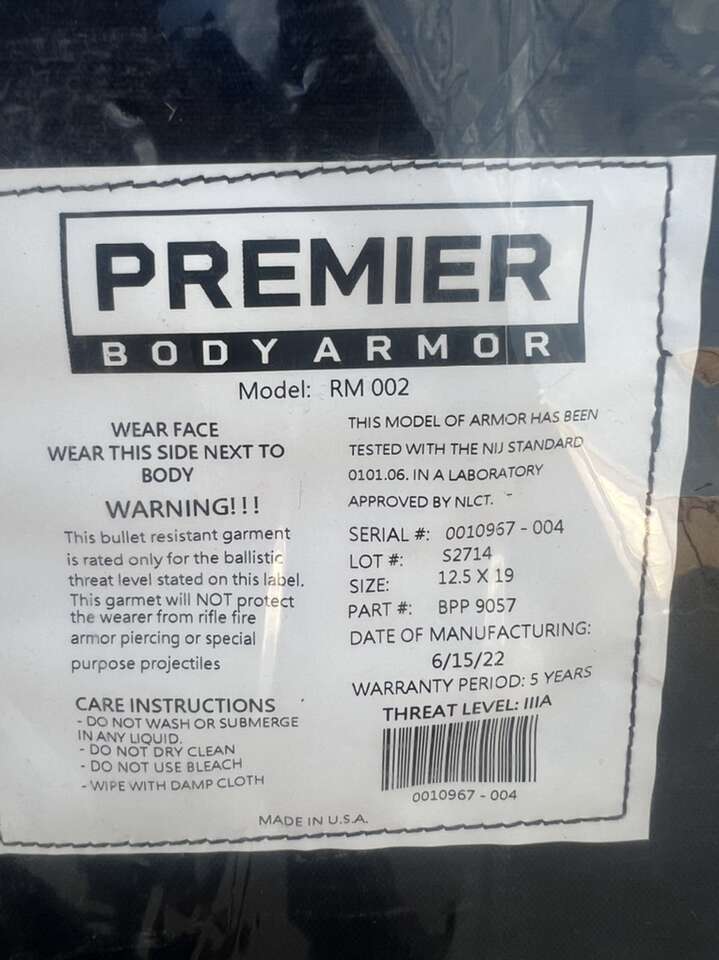 PREMIER
BODY ARMOR
Model: RM 002
WEAR FACE
WEAR THIS SIDE NEXT TO
BODY
WARNING!!!
This bullet resistant garment
is rated only for the ballistic
threat level stated on this label.
This garmet will NOT protect
the wearer from rifle fire
armor piercing or special
purpose projectiles
CARE INSTRUCTIONS
- DO NOT WASH OR SUBMERGE
IN ANY LIQUID.
- DO NOT DRY CLEAN
- DO NOT USE BLEACH
- WIPE WITH DAMP CLOTH
THIS MODEL OF ARMOR HAS BEEN
TESTED WITH THE NIJ STANDARD
0101.06. IN A LABORATORY
APPROVED BY NLCT.
SERIAL #: 0010967 - 004
LOT #: S2714
SIZE: 12.5 X 19
PART #: BPP 9057
DATE OF MANUFACTURING:
6/15/22
WARRANTY PERIOD: 5 YEARS
THREAT LEVEL: IIIA
0010967 - 004
MADE IN U.S.A.